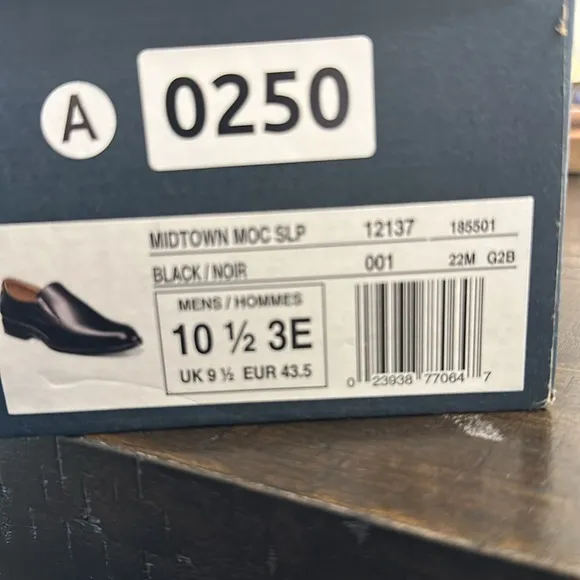 A
0250
MIDTOWN MOC SLP 12137 185501
BLACK/NOIR 001 22M G2B
MENS / HOMMES
10 ½ 3E
UK 9 ½ EUR 43.5
0 23938 77064 7